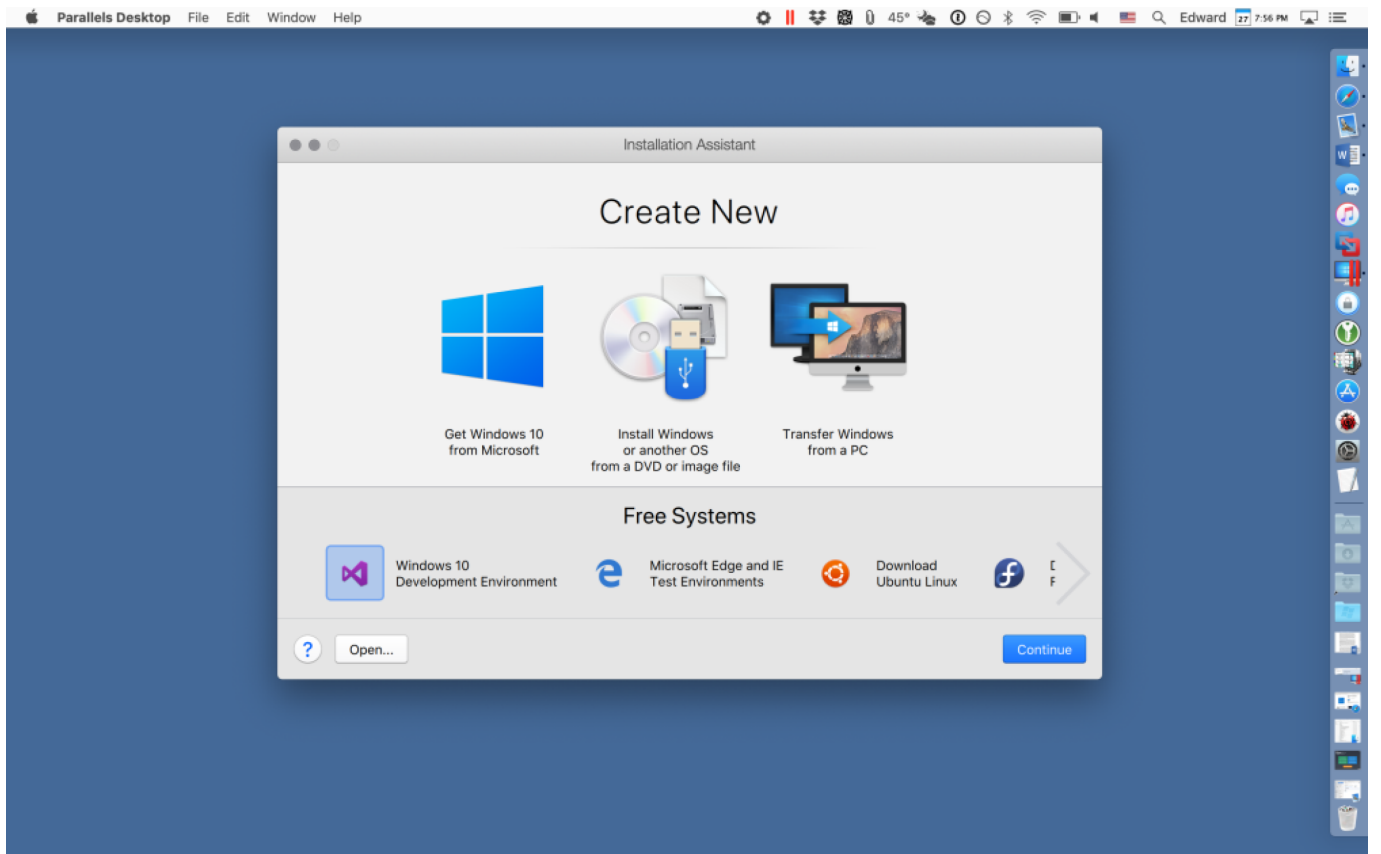 Parallels Desktop File Edit Window Help 45° Edward 27 7:56 PM
Installation Assistant
Create New
Get Windows 10
from Microsoft
Install Windows
or another OS
from a DVD or image file
Transfer Windows
from a PC
Free Systems
Windows 10
Development Environment
Microsoft Edge and IE
Test Environments
Download
Ubuntu Linux
? Open... Continue